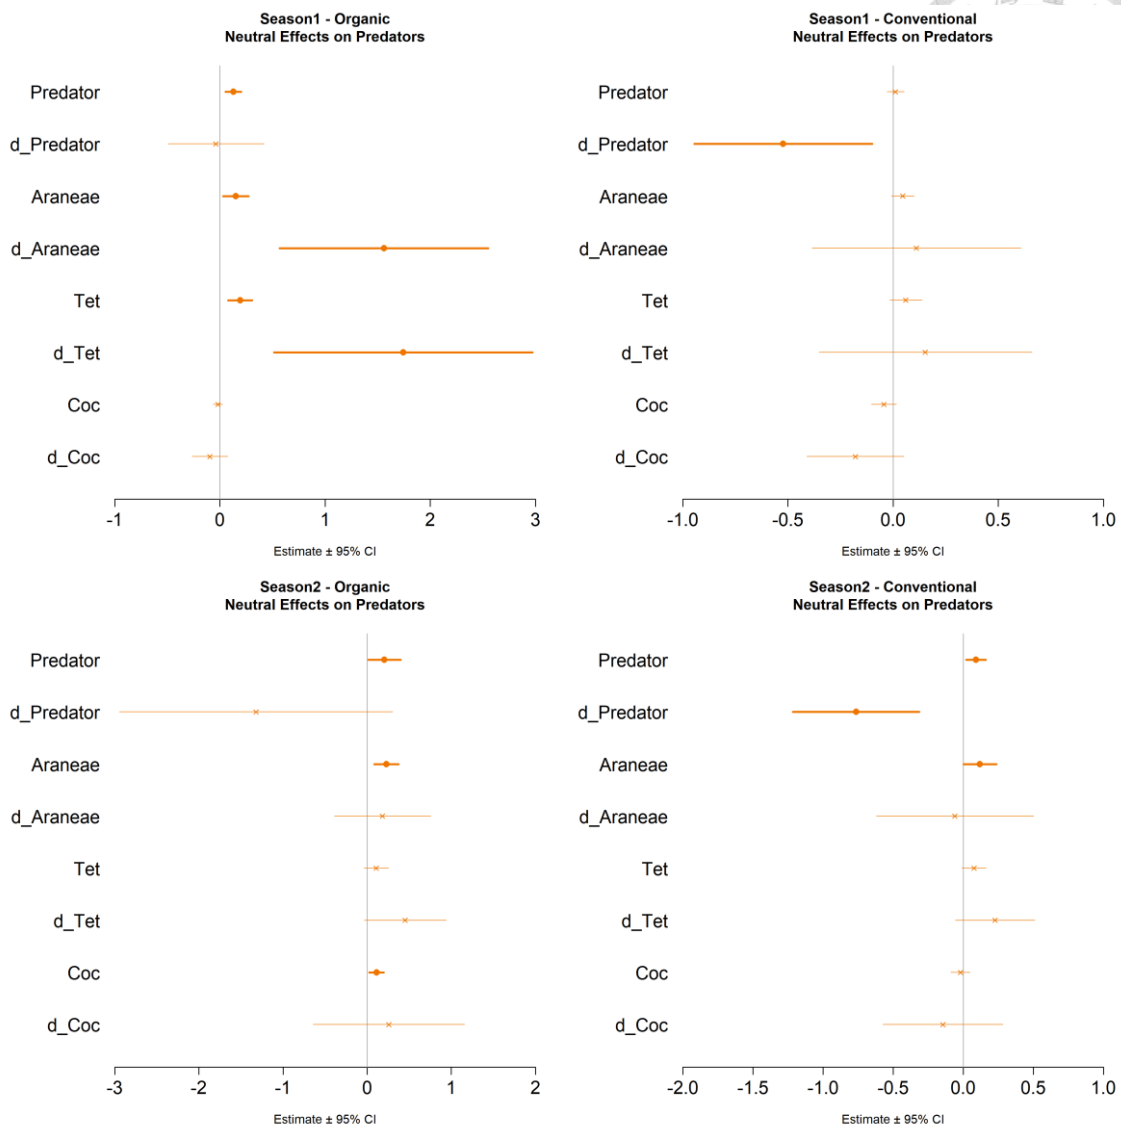 Season1 - Organic
Neutral Effects on Predators
Predator
d_Predator
Araneae
d_Araneae
Tet
d_Tet
Coc
d_Coc
-1 0 1 2 3
Estimate ± 95% CI
Season1 - Conventional
Neutral Effects on Predators
Predator
d_Predator
Araneae
d_Araneae
Tet
d_Tet
Coc
d_Coc
-1.0 -0.5 0.0 0.5 1.0
Estimate ± 95% CI
Season2 - Organic
Neutral Effects on Predators
Predator
d_Predator
Araneae
d_Araneae
Tet
d_Tet
Coc
d_Coc
-3 -2 -1 0 1 2
Estimate ± 95% CI
Season2 - Conventional
Neutral Effects on Predators
Predator
d_Predator
Araneae
d_Araneae
Tet
d_Tet
Coc
d_Coc
-2.0 -1.5 -1.0 -0.5 0.0 0.5 1.0
Estimate ± 95% CI